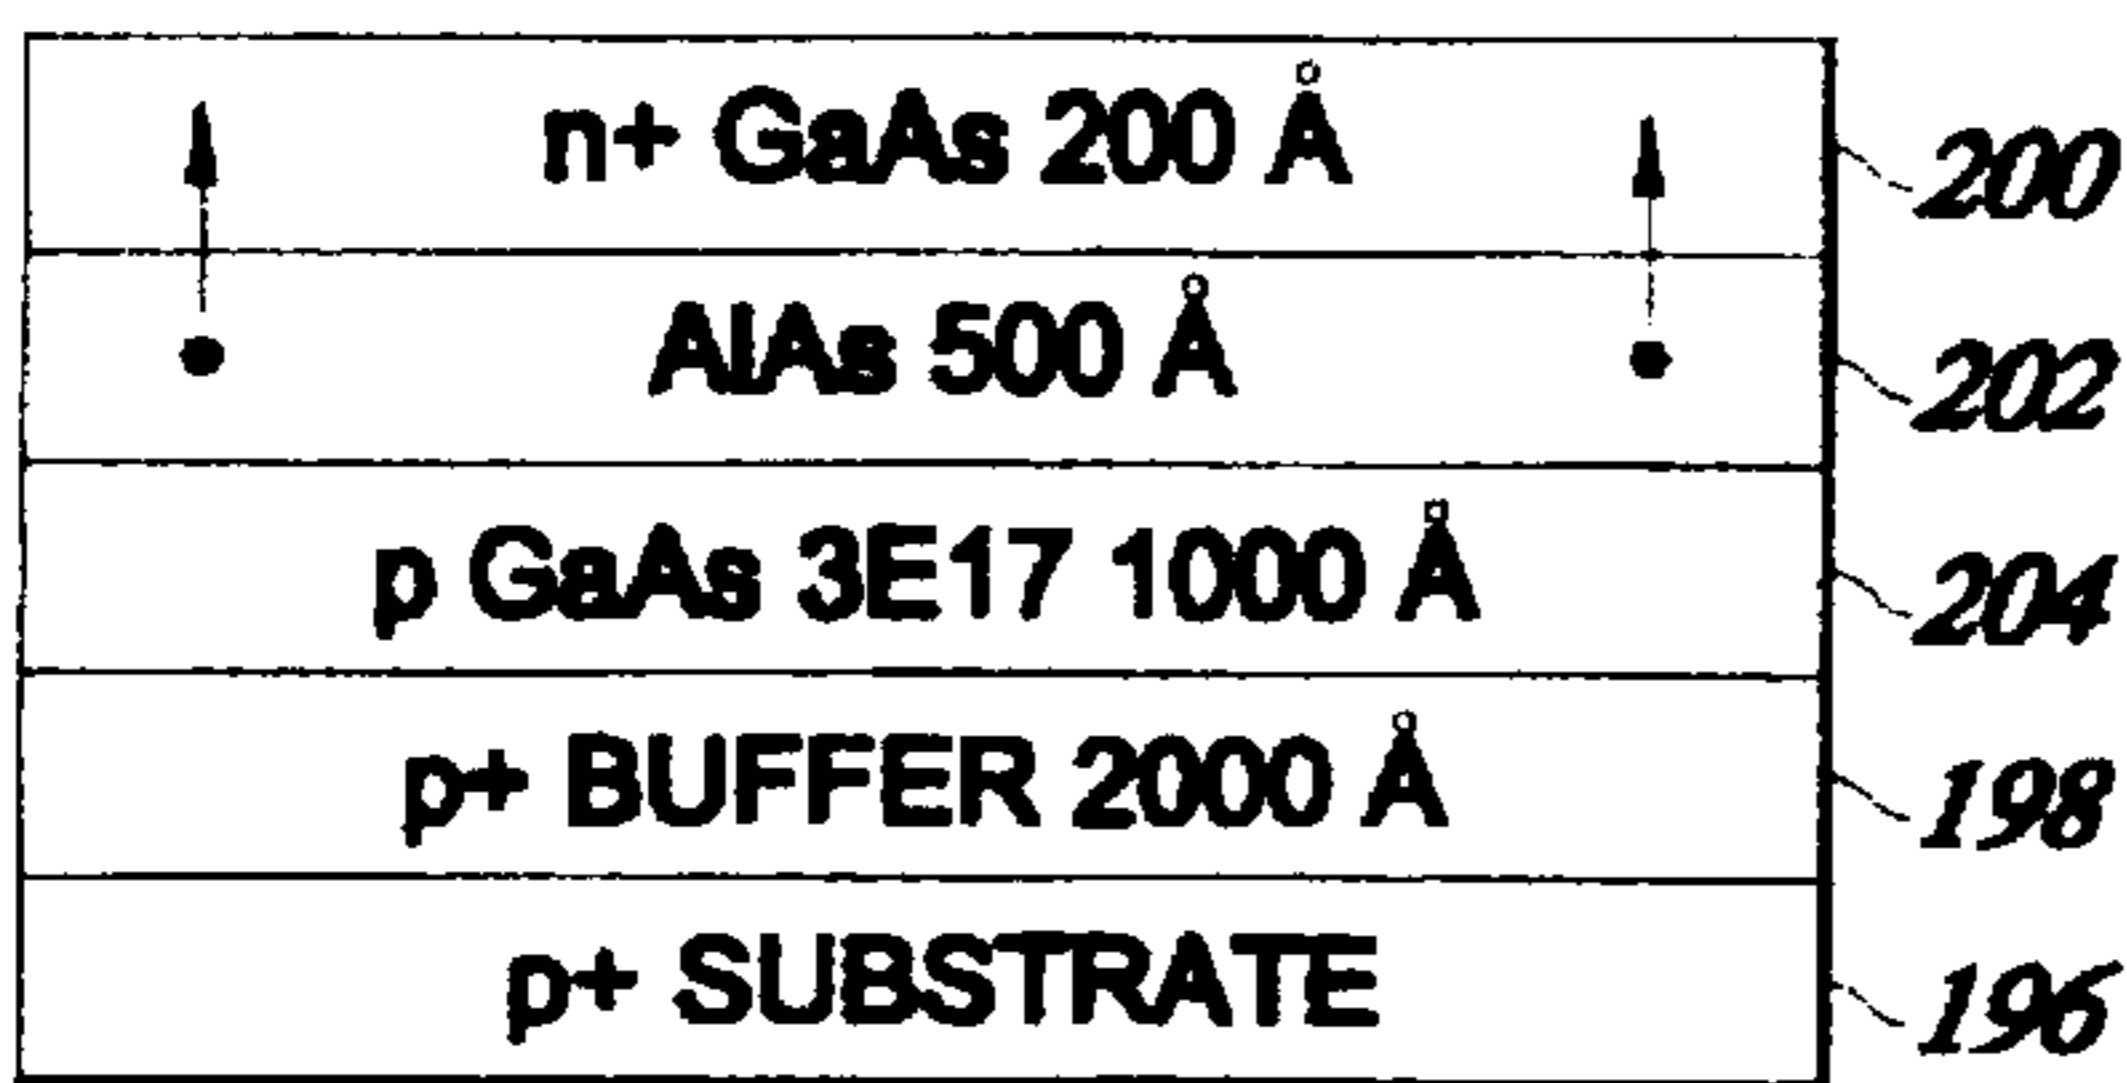 n+ GaAs 200 Å 200
AlAs 500 Å 202
p GaAs 3E17 1000 Å 204
p+ BUFFER 2000 Å 198
p+ SUBSTRATE 196